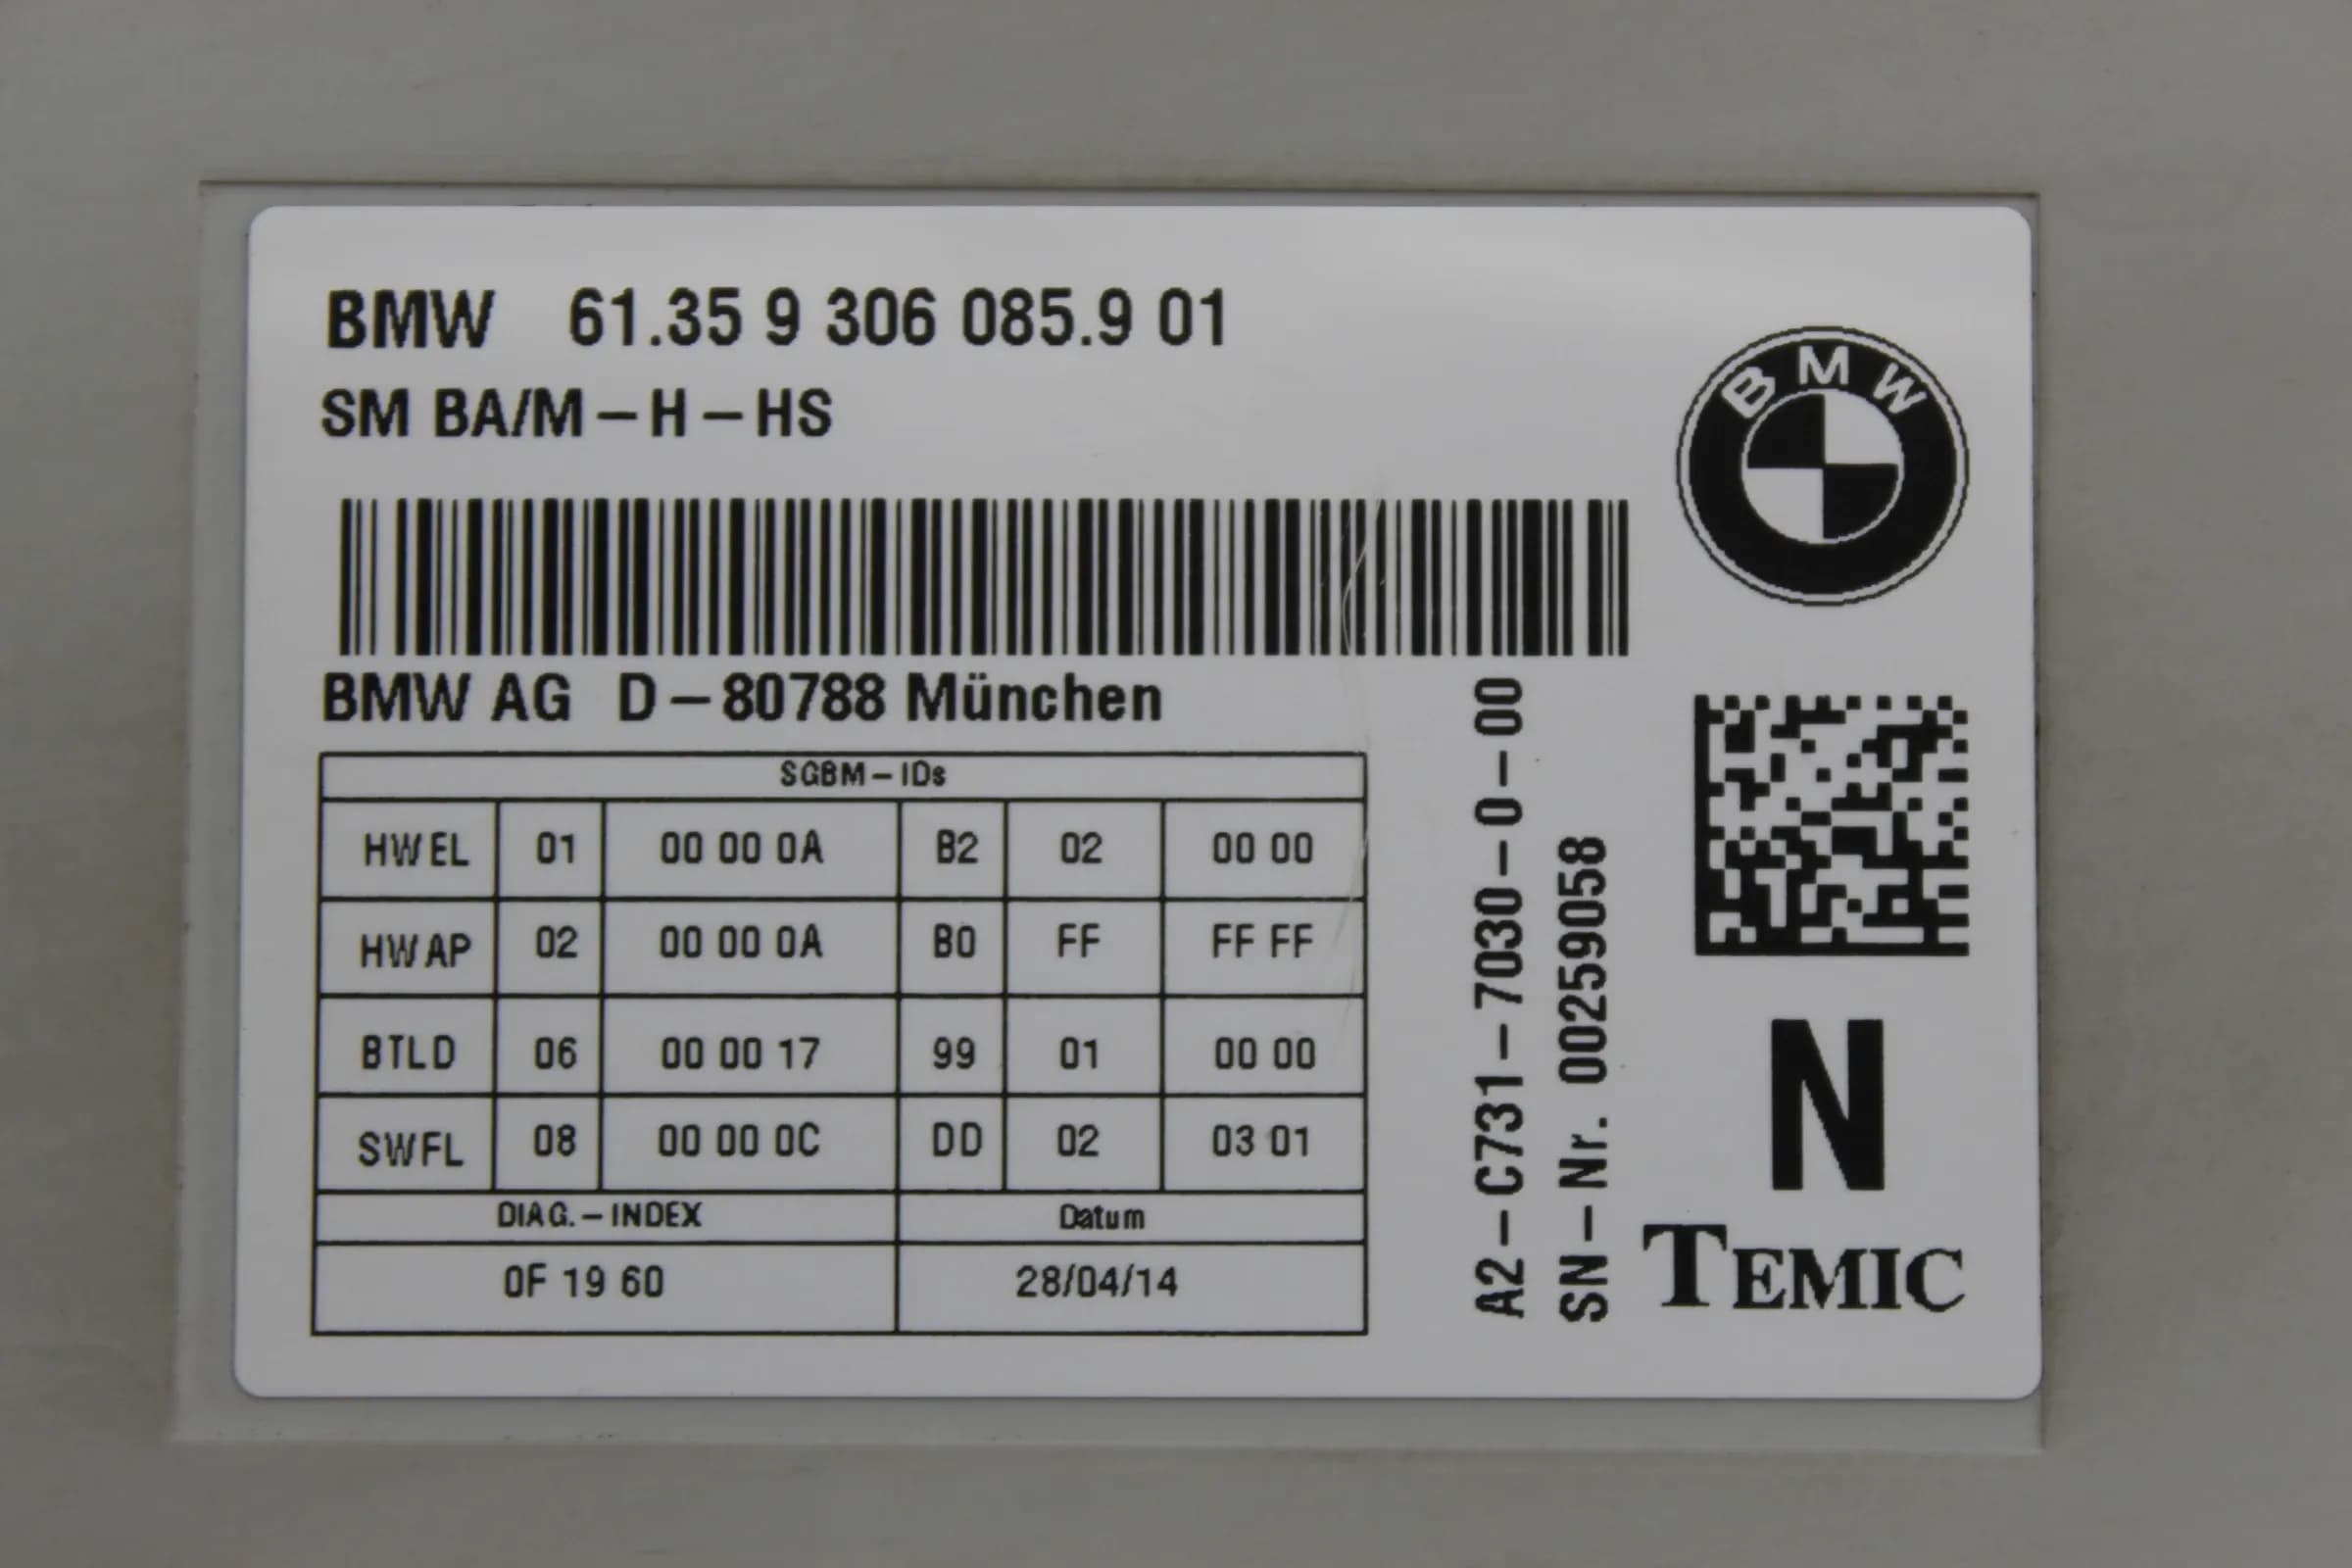 BMW 61.35 9 306 085.9 01
SM BA/M – H – HS
BMW
BMW AG D – 80788 München
SGBM – IDs
HWEL 01 00 00 0A B2 02 00 00
HWAP 02 00 00 0A B0 FF FF FF
BTLD 06 00 00 17 99 01 00 00
SWFL 08 00 00 0C DD 02 03 01
DIAG. – INDEX Datum
0F 19 60 28/04/14
A2 – C731 – 7030 – 0 – 00
SN – Nr. 00259058
N
TEMIC